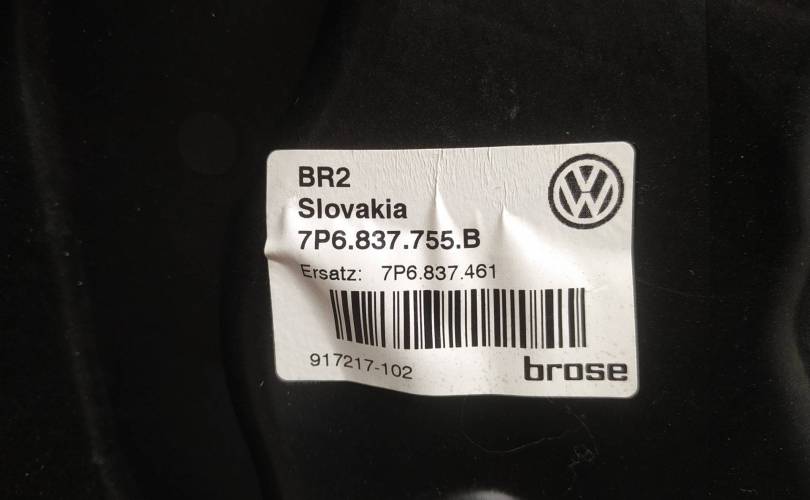 BR2
Slovakia
7P6.837.755.B
Ersatz: 7P6.837.461
917217-102
brose